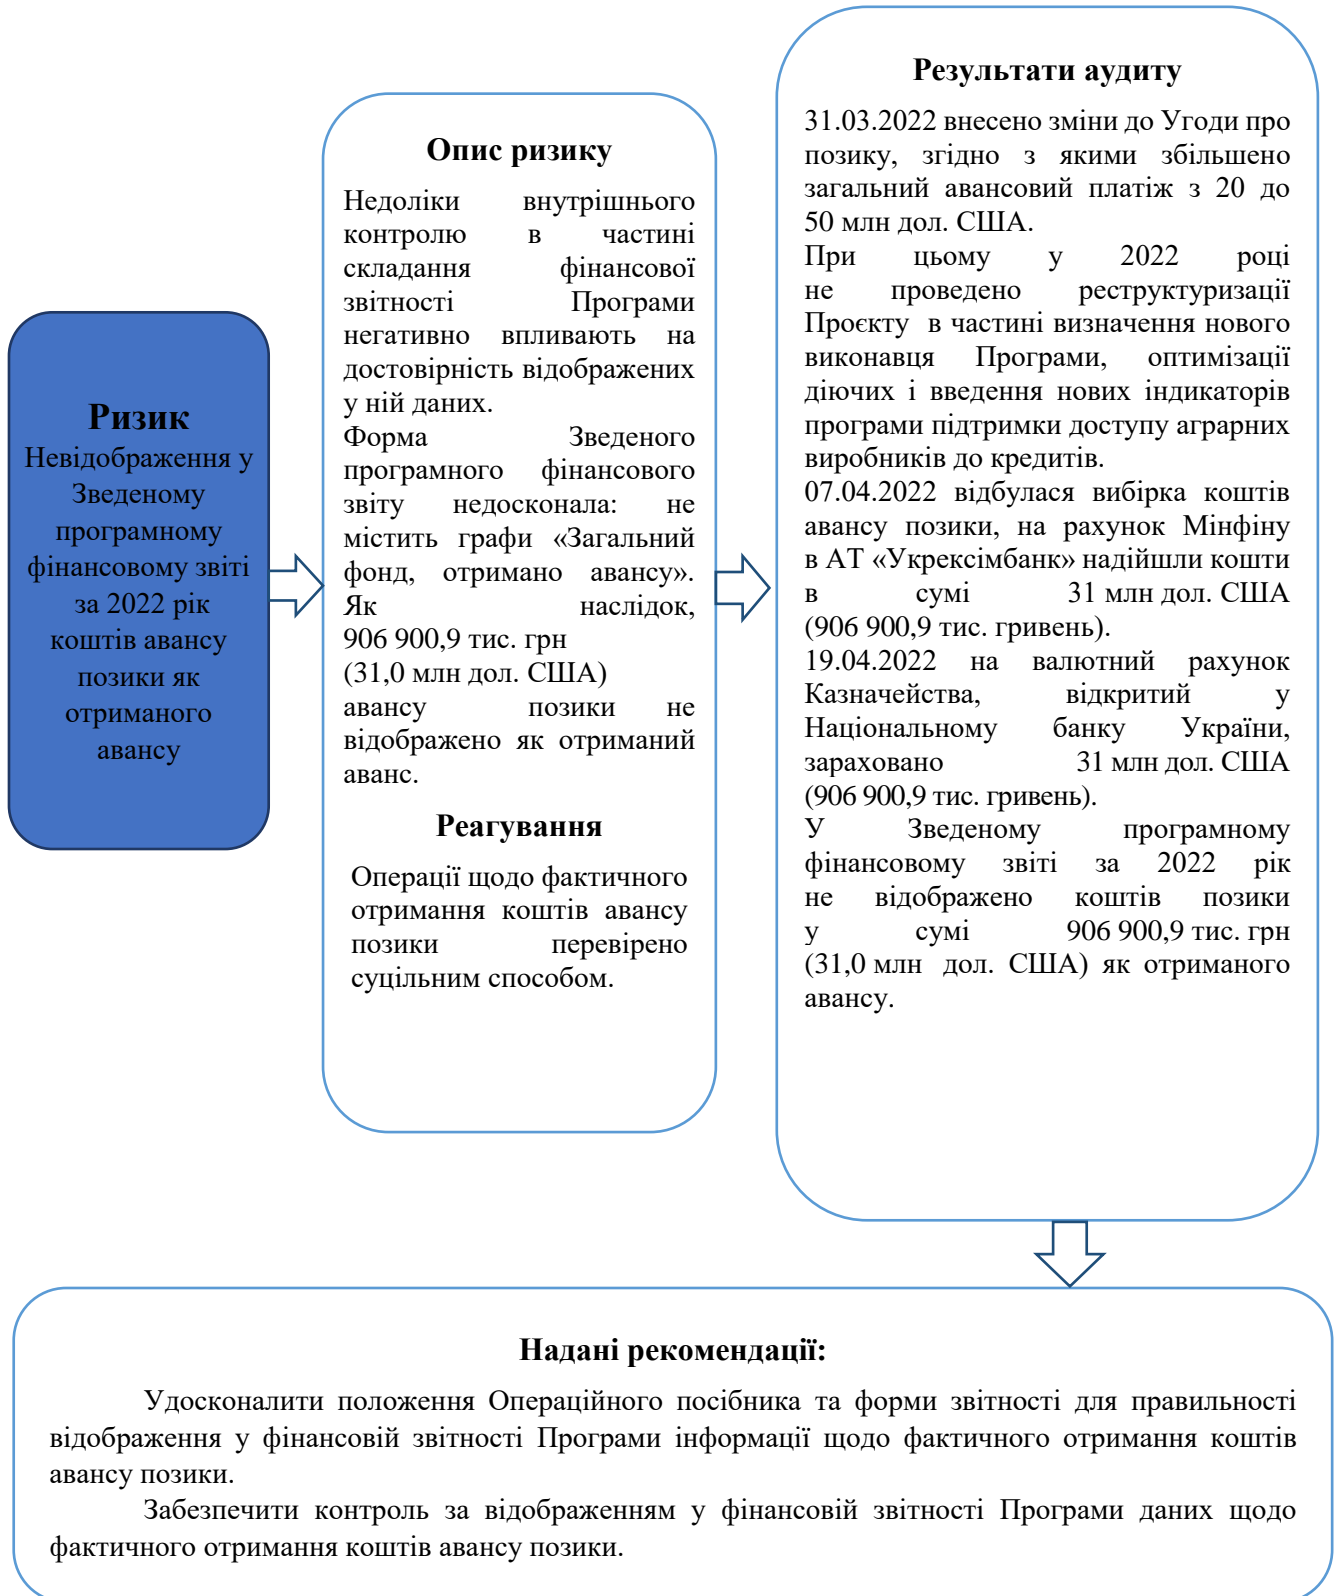 Ризик
Невідображення у
Зведеному
програмному
фінансовому звіті
за 2022 рік
коштів авансу
позики як
отриманого
авансу
Опис ризику
Недоліки внутрішнього
контролю в частині
складання фінансової
звітності Програми
негативно впливають на
достовірність відображених
у ній даних.
Форма Зведеного
програмного фінансового
звіту недосконала: не
містить графи «Загальний
фонд, отримано авансу».
Як наслідок,
906 900,9 тис. грн
(31,0 млн дол. США)
авансу позики не
відображено як отриманий
аванс.
Реагування
Операції щодо фактичного
отримання коштів авансу
позики перевірено
суцільним способом.
Результати аудиту
31.03.2022 внесено зміни до Угоди про
позику, згідно з якими збільшено
загальний авансовий платіж з 20 до
50 млн дол. США.
При цьому у 2022 році
не проведено реструктуризації
Проєкту в частині визначення нового
виконавця Програми, оптимізації
діючих і введення нових індикаторів
програми підтримки доступу аграрних
виробників до кредитів.
07.04.2022 відбулася вибірка коштів
авансу позики, на рахунок Мінфіну
в АТ «Укрексімбанк» надійшли кошти
в сумі 31 млн дол. США
(906 900,9 тис. гривень).
19.04.2022 на валютний рахунок
Казначейства, відкритий у
Національному банку України,
зараховано 31 млн дол. США
(906 900,9 тис. гривень).
У Зведеному програмному
фінансовому звіті за 2022 рік
не відображено коштів позики
у сумі 906 900,9 тис. грн
(31,0 млн дол. США) як отриманого
авансу.
Надані рекомендації:
Удосконалити положення Операційного посібника та форми звітності для правильності
відображення у фінансовій звітності Програми інформації щодо фактичного отримання коштів
авансу позики.
Забезпечити контроль за відображенням у фінансовій звітності Програми даних щодо
фактичного отримання коштів авансу позики.